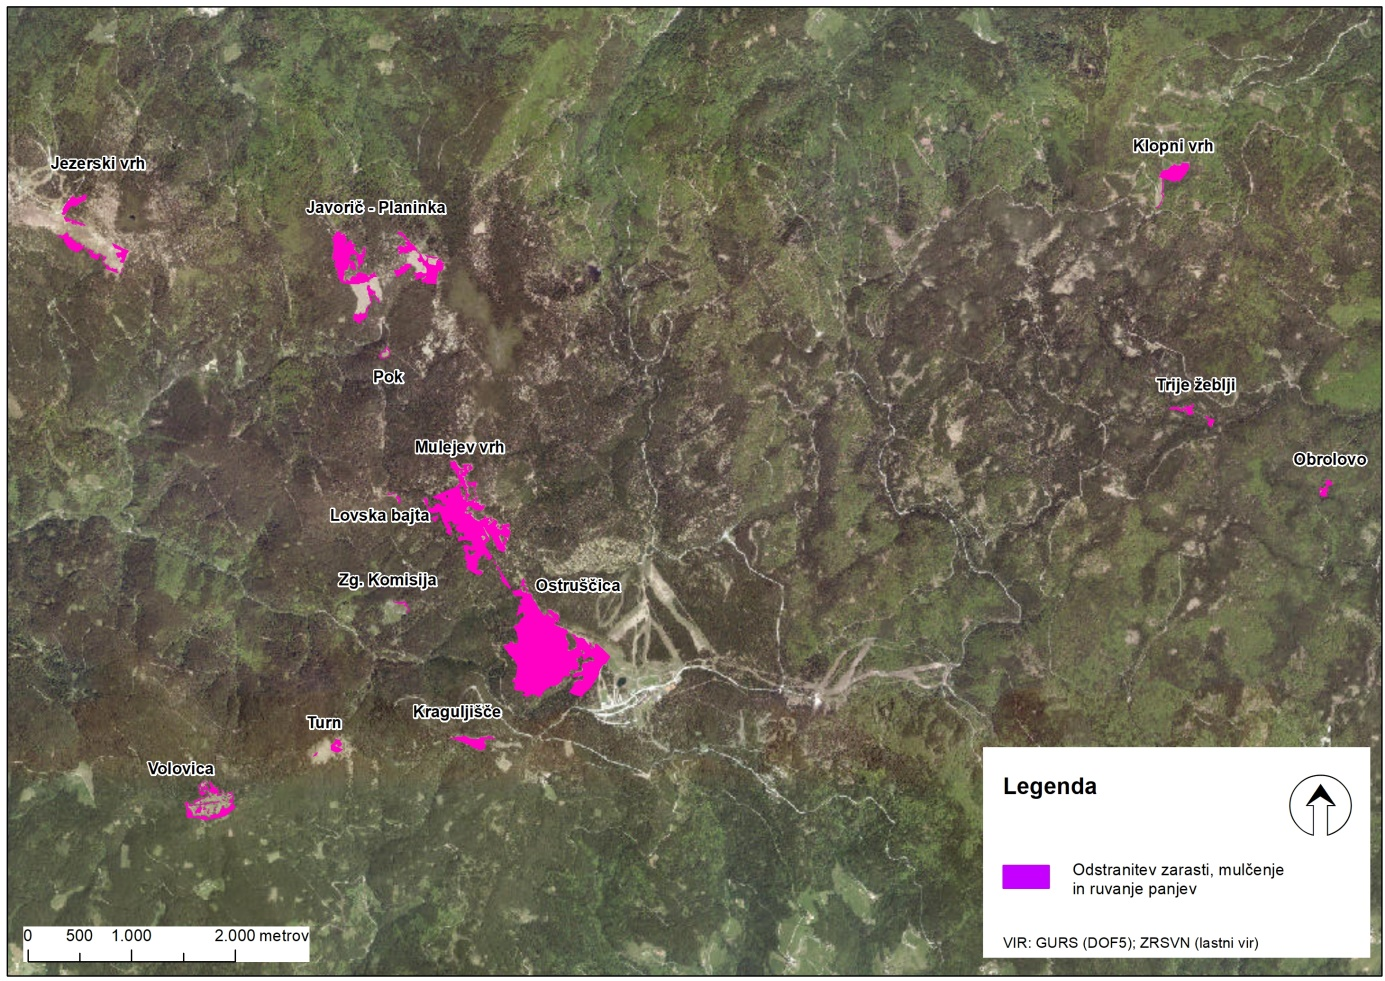 Klopni vrh
Jezerski vrh
Javorič - Planinka
Pok
Trije žeblji
Mulejev vrh
Obrolovo
Lovska bajta
Zg. Komisija
Ostruščica
Kraguljišče
Turn
Volovica
Legenda
Odstranitev zarasti, mulčenje
in ruvanje panjev
VIR: GURS (DOF5); ZRSVN (lastni vir)
0 500 1.000 2.000 metrov